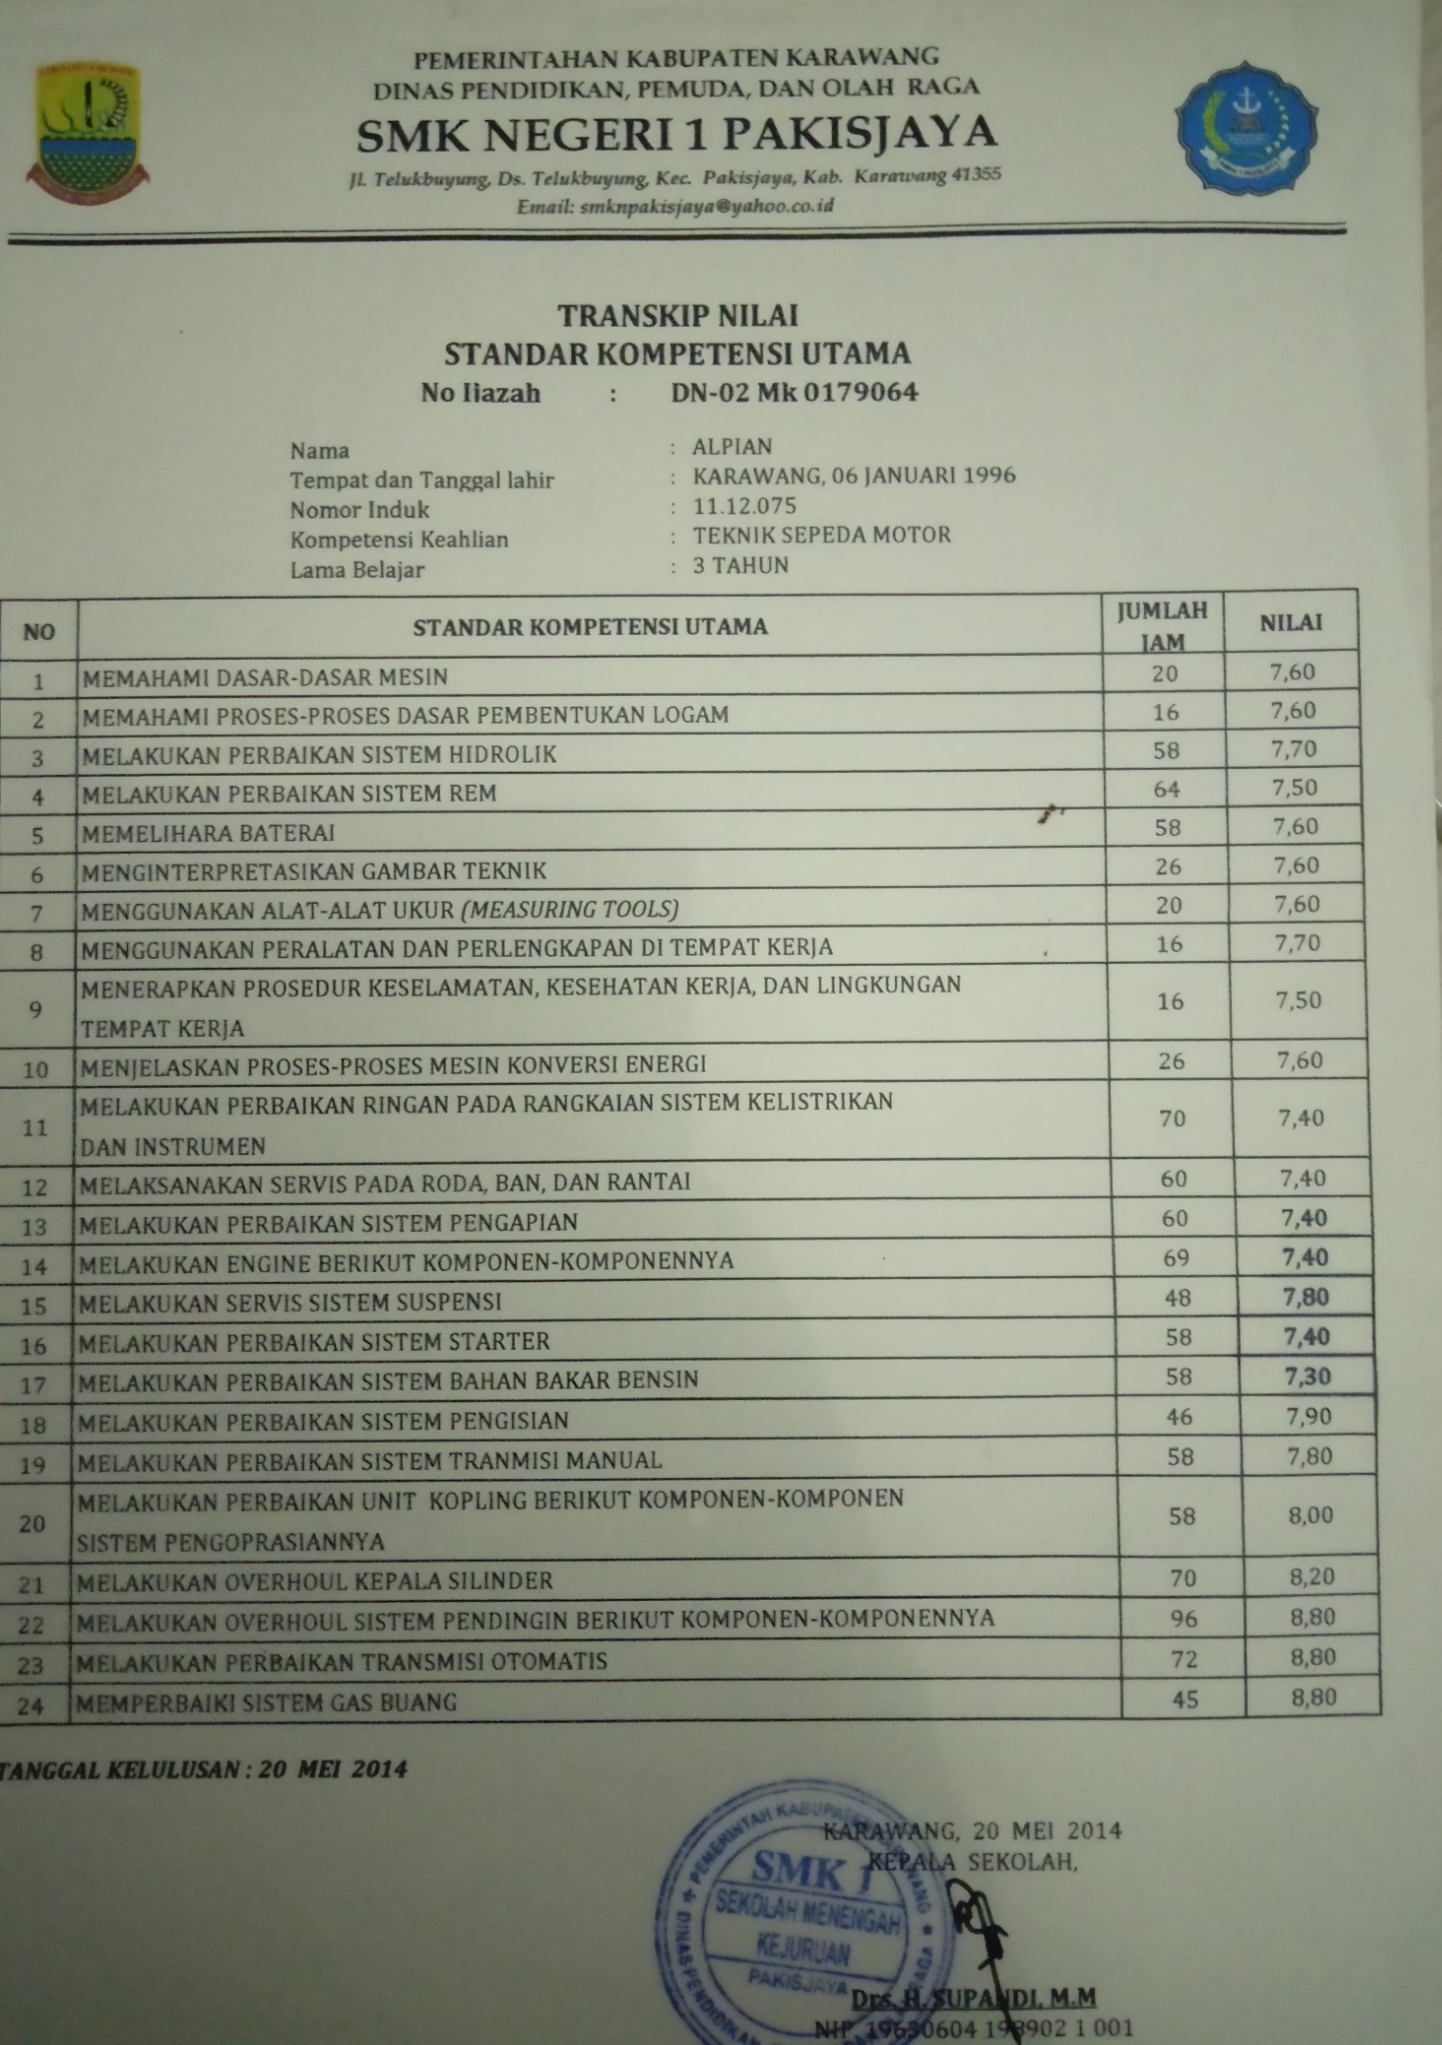 PEMERINTAHAN KABUPATEN KARAWANG
DINAS PENDIDIKAN, PEMUDA, DAN OLAH RAGA
SMK NEGERI 1 PAKISJAYA
Jl. Telukbuyung, Ds. Telukbuyung, Kec. Pakisjaya, Kab. Karawang 41355
Email: smknpakisjaya@yahoo.co.id
TRANSKIP NILAI
STANDAR KOMPETENSI UTAMA
No Ijazah : DN-02 Mk 0179064
Nama : ALPIAN
Tempat dan Tanggal lahir : KARAWANG, 06 JANUARI 1996
Nomor Induk : 11.12.075
Kompetensi Keahlian : TEKNIK SEPEDA MOTOR
Lama Belajar : 3 TAHUN
NO STANDAR KOMPETENSI UTAMA JUMLAH JAM NILAI
1 MEMAHAMI DASAR-DASAR MESIN 20 7,60
2 MEMAHAMI PROSES-PROSES DASAR PEMBENTUKAN LOGAM 16 7,60
3 MELAKUKAN PERBAIKAN SISTEM HIDROLIK 58 7,70
4 MELAKUKAN PERBAIKAN SISTEM REM 64 7,50
5 MEMELIHARA BATERAI 58 7,60
6 MENGINTERPRETASIKAN GAMBAR TEKNIK 26 7,60
7 MENGGUNAKAN ALAT-ALAT UKUR (MEASURING TOOLS) 20 7,60
8 MENGGUNAKAN PERALATAN DAN PERLENGKAPAN DI TEMPAT KERJA 16 7,70
9 MENERAPKAN PROSEDUR KESELAMATAN, KESEHATAN KERJA, DAN LINGKUNGAN
TEMPAT KERJA 16 7,50
10 MENJELASKAN PROSES-PROSES MESIN KONVERSI ENERGI 26 7,60
11 MELAKUKAN PERBAIKAN RINGAN PADA RANGKAIAN SISTEM KELISTRIKAN
DAN INSTRUMEN 70 7,40
12 MELAKSANAKAN SERVIS PADA RODA, BAN, DAN RANTAI 60 7,40
13 MELAKUKAN PERBAIKAN SISTEM PENGAPIAN 60 7,40
14 MELAKUKAN ENGINE BERIKUT KOMPONEN-KOMPONENNYA 69 7,40
15 MELAKUKAN SERVIS SISTEM SUSPENSI 48 7,80
16 MELAKUKAN PERBAIKAN SISTEM STARTER 58 7,40
17 MELAKUKAN PERBAIKAN SISTEM BAHAN BAKAR BENSIN 58 7,30
18 MELAKUKAN PERBAIKAN SISTEM PENGISIAN 46 7,90
19 MELAKUKAN PERBAIKAN SISTEM TRANMISI MANUAL 58 7,80
20 MELAKUKAN PERBAIKAN UNIT KOPLING BERIKUT KOMPONEN-KOMPONEN
SISTEM PENGOPRASIANNYA 58 8,00
21 MELAKUKAN OVERHOUL KEPALA SILINDER 70 8,20
22 MELAKUKAN OVERHOUL SISTEM PENDINGIN BERIKUT KOMPONEN-KOMPONENNYA 96 8,80
23 MELAKUKAN PERBAIKAN TRANSMISI OTOMATIS 72 8,80
24 MEMPERBAIKI SISTEM GAS BUANG 45 8,80
TANGGAL KELULUSAN : 20 MEI 2014
KARAWANG, 20 MEI 2014
KEPALA SEKOLAH,
PEMERINTAH KABUPATEN KARAWANG
SMK 1
SEKOLAH MENENGAH
KEJURUAN
PAKISJAYA
DINAS PENDIDIKAN
Drs. H. SUPANDI, M.M
NIP 19630604 198902 1 001